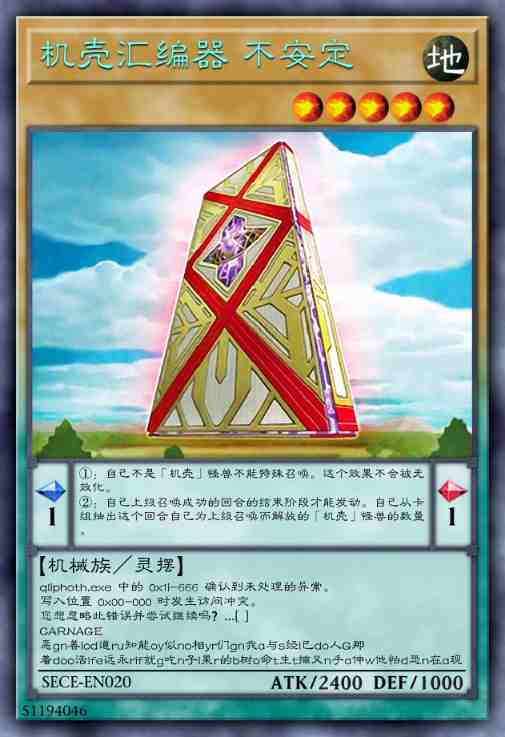 机壳汇编器 不安定
地
①：自己不是「机壳」怪兽不能特殊召唤。这个效果不会被无
效化。
②：自己上级召唤成功的回合的结束阶段才能发动。自己从卡
组抽出这个回合自己为上级召唤而解放的「机壳」怪兽的数量
。
1
1
【机械族／灵摆】
qliphoth.exe 中的 0x1i-666 确认到未处理的异常。
写入位置 0x00-000 时发生访问冲突。
您想忽略此错误并尝试继续吗? ...[ ]
CARNAGE
SECE-EN020
ATK/2400 DEF/1000
51194046